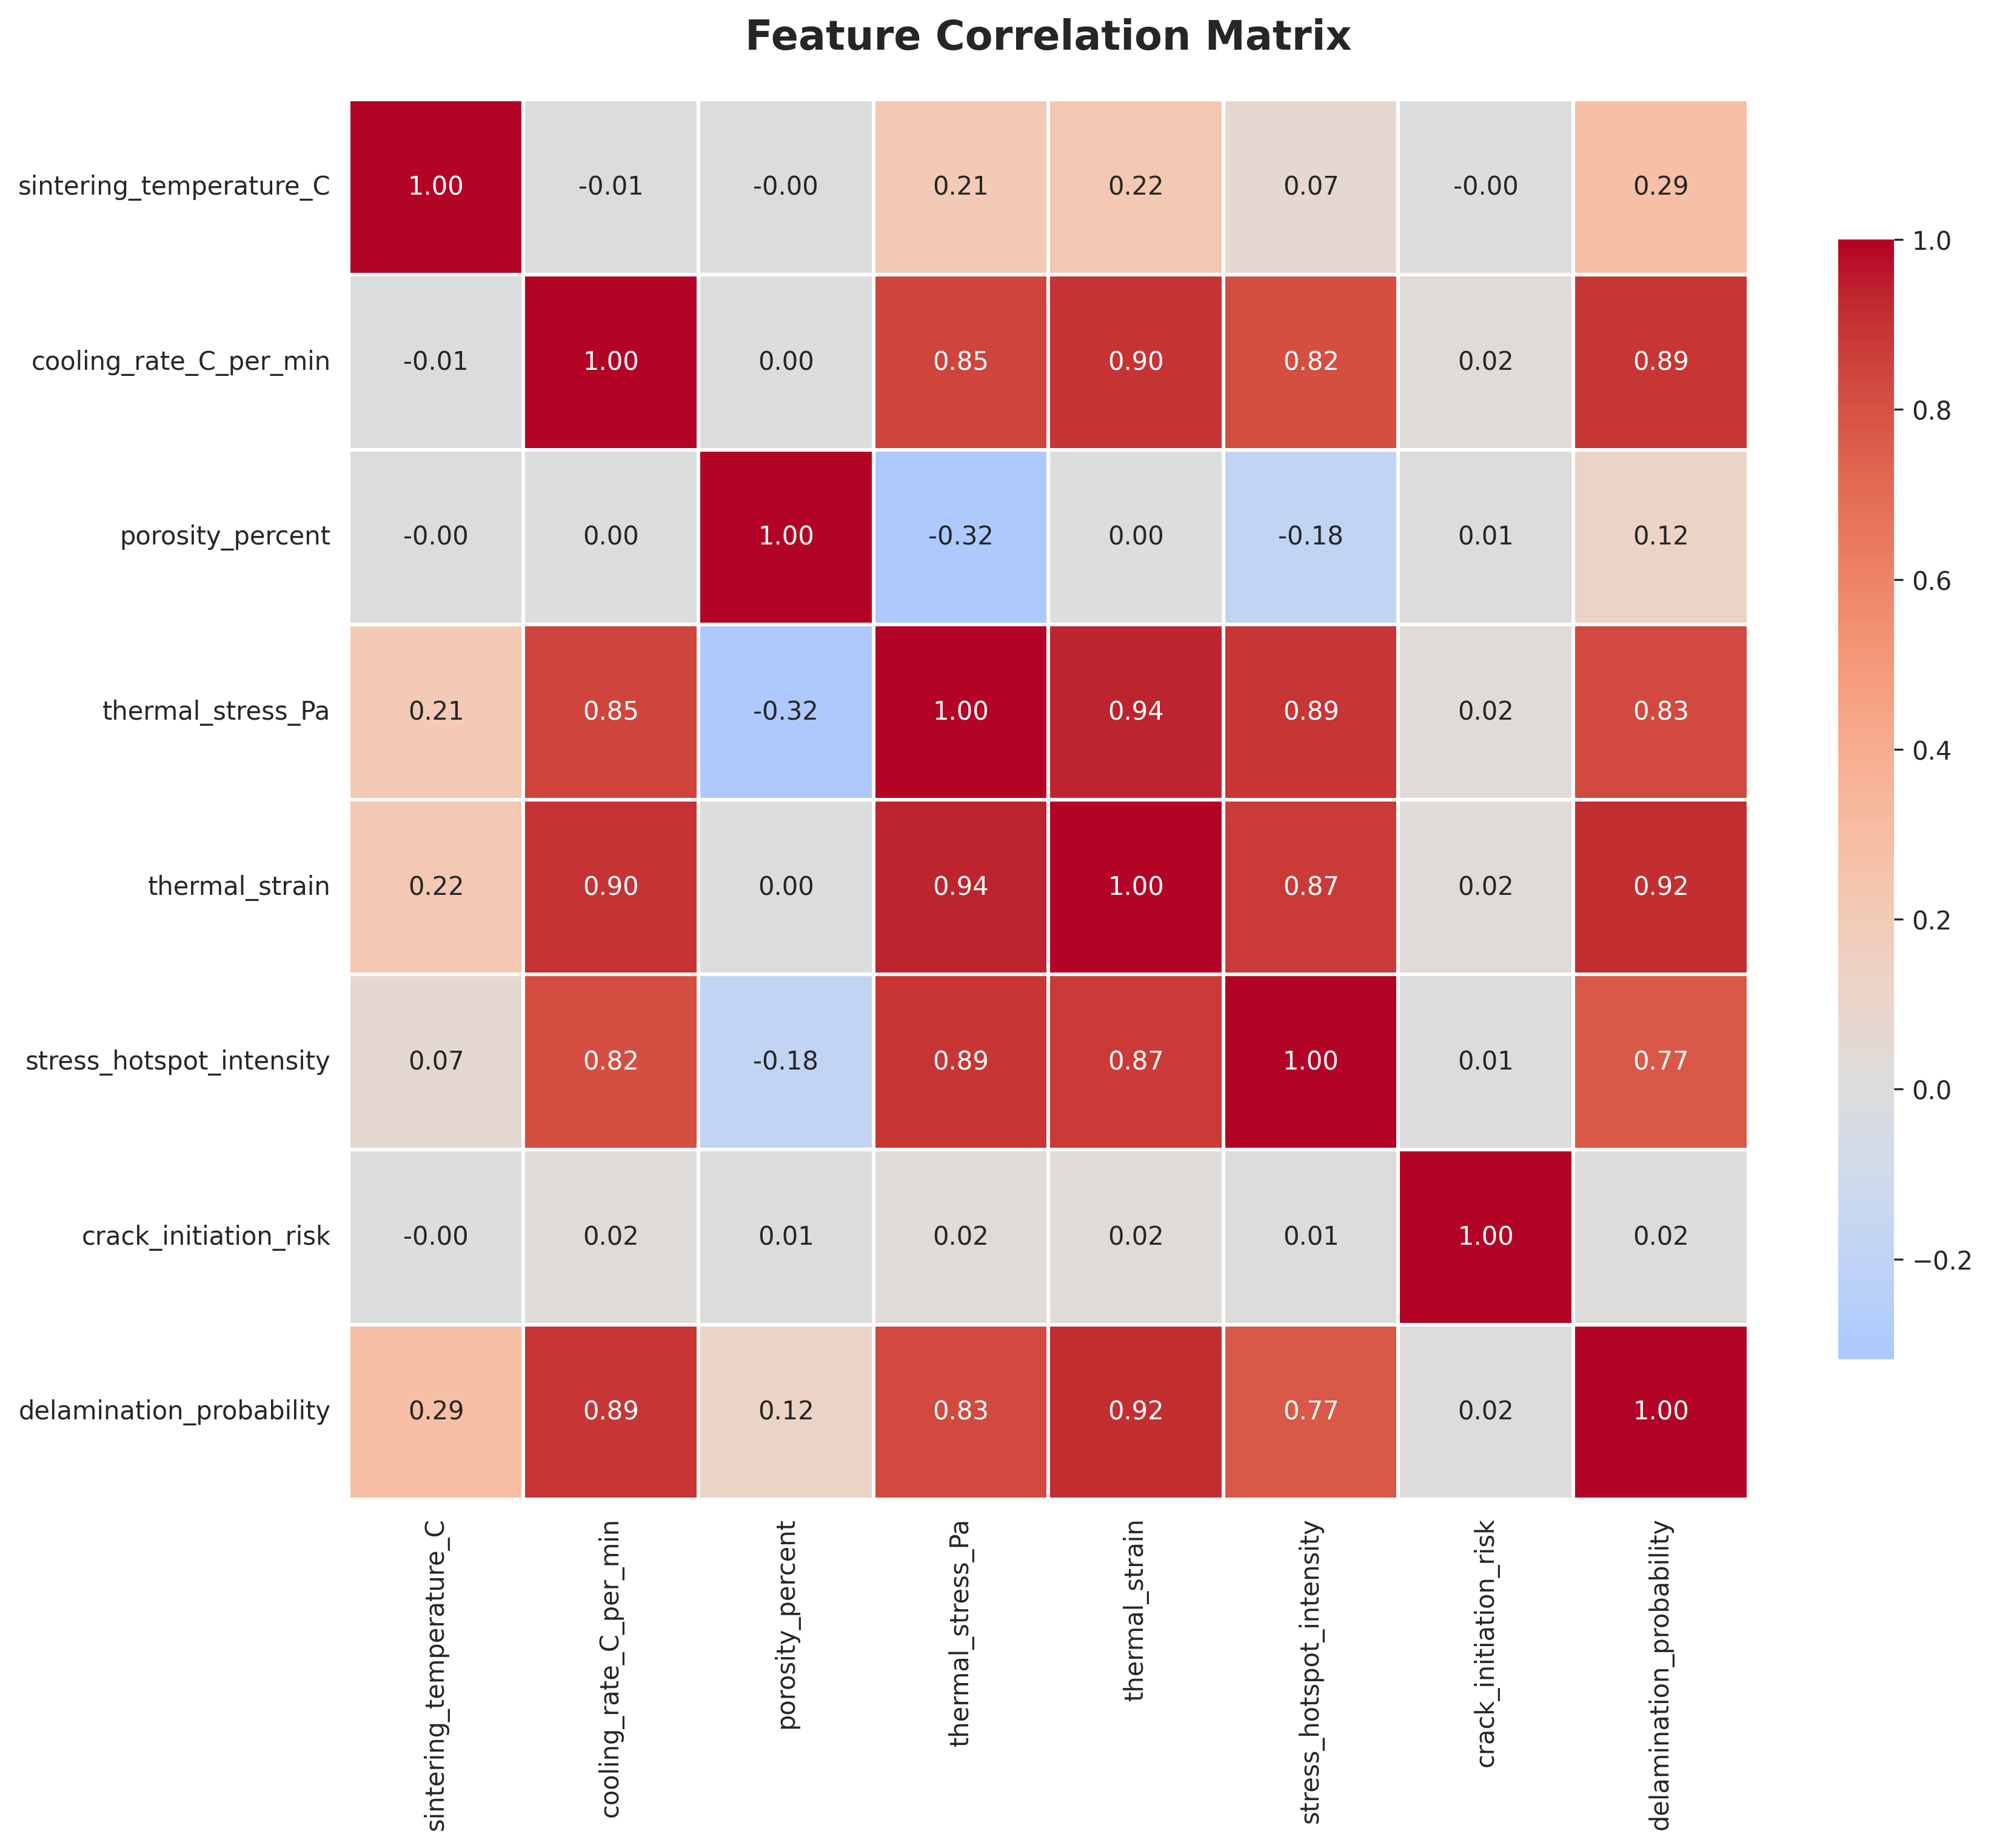 Feature Correlation Matrix
sintering_temperature_C 1.00 -0.01 -0.00 0.21 0.22 0.07 -0.00 0.29
cooling_rate_C_per_min -0.01 1.00 0.00 0.85 0.90 0.82 0.02 0.89
porosity_percent -0.00 0.00 1.00 -0.32 0.00 -0.18 0.01 0.12
thermal_stress_Pa 0.21 0.85 -0.32 1.00 0.94 0.89 0.02 0.83
thermal_strain 0.22 0.90 0.00 0.94 1.00 0.87 0.02 0.92
stress_hotspot_intensity 0.07 0.82 -0.18 0.89 0.87 1.00 0.01 0.77
crack_initiation_risk -0.00 0.02 0.01 0.02 0.02 0.01 1.00 0.02
delamination_probability 0.29 0.89 0.12 0.83 0.92 0.77 0.02 1.00
sintering_temperature_C
cooling_rate_C_per_min
porosity_percent
thermal_stress_Pa
thermal_strain
stress_hotspot_intensity
crack_initiation_risk
delamination_probability
1.0
0.8
0.6
0.4
0.2
0.0
−0.2